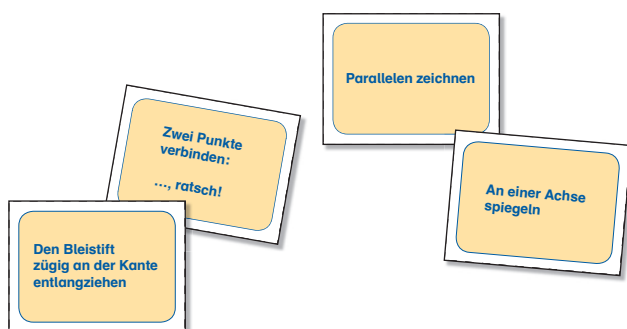 Parallelen zeichnen
Zwei Punkte
verbinden:
..., ratsch!
An einer Achse
spiegeln
Den Bleistift
zügig an der Kante
entlangziehen